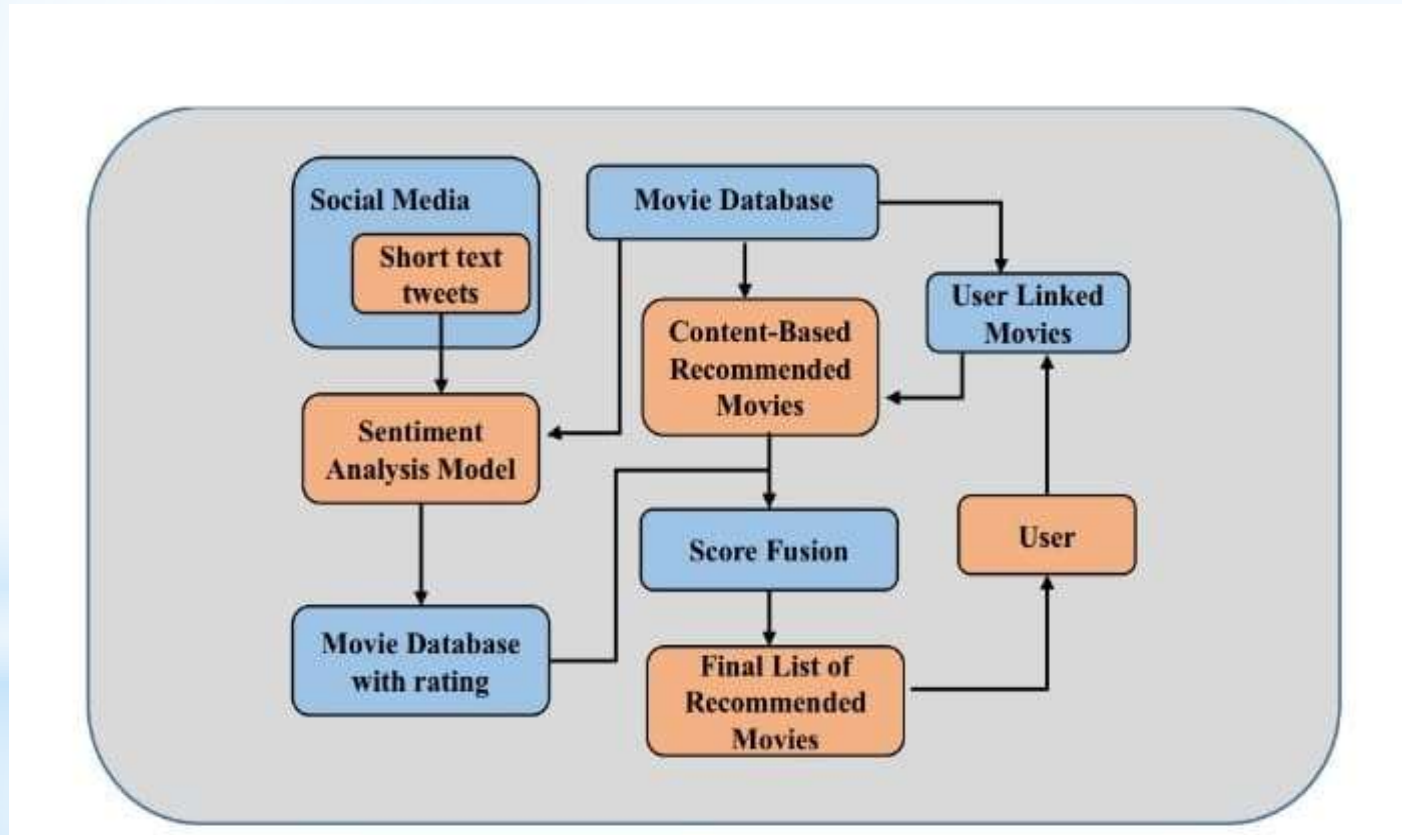 Social Media
Short text
tweets
Movie Database
User Linked
Movies
Content-Based
Recommended
Movies
Sentiment
Analysis Model
Score Fusion
User
Movie Database
with rating
Final List of
Recommended
Movies